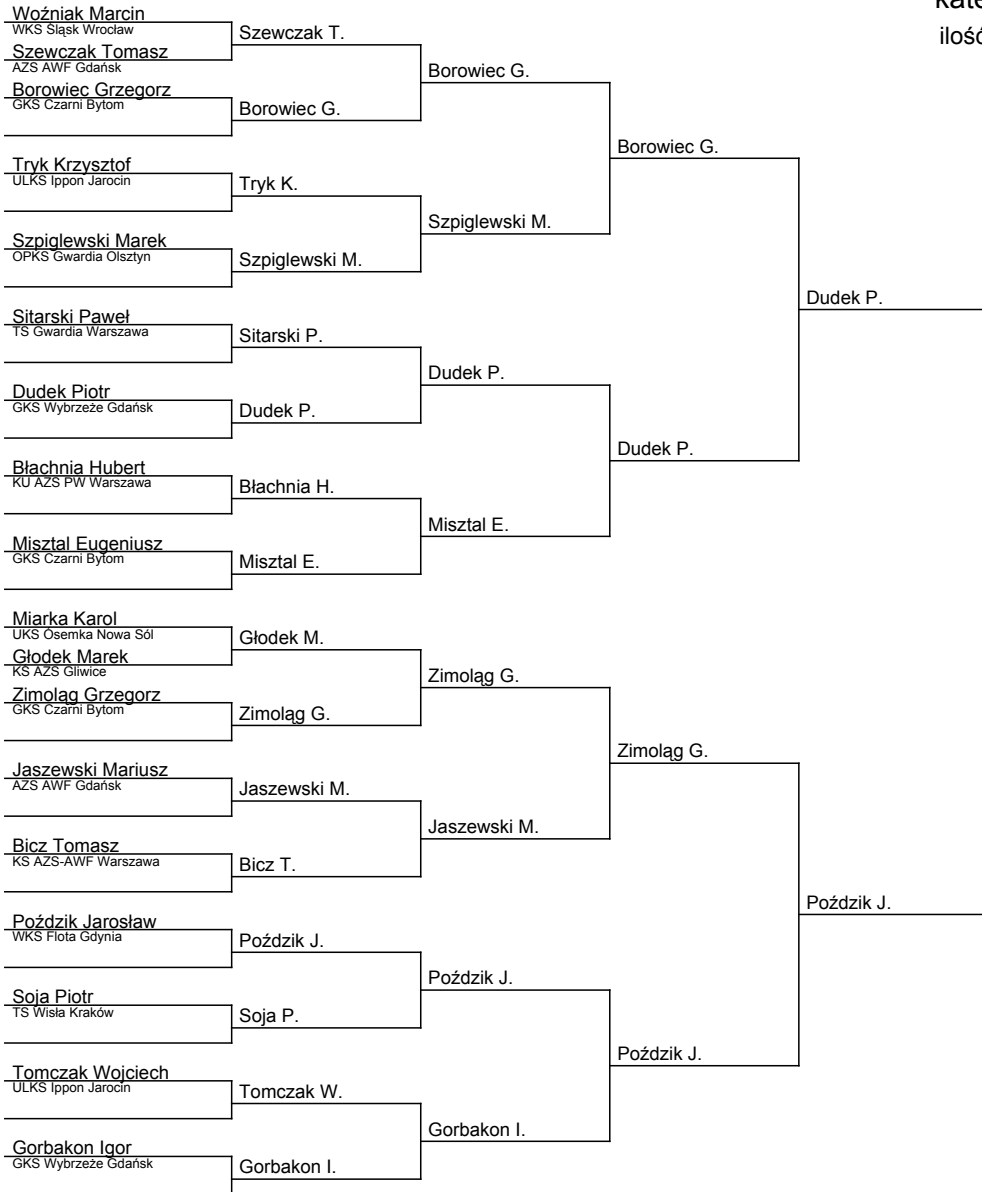 kate
ilość
Woźniak Marcin
WKS Śląsk Wrocław
Szewczak T.
Szewczak Tomasz
AZS AWF Gdańsk
Borowiec G.
Borowiec Grzegorz
GKS Czarni Bytom
Borowiec G.
Borowiec G.
Tryk Krzysztof
ULKS Ippon Jarocin
Tryk K.
Szpiglewski M.
Szpiglewski Marek
OPKS Gwardia Olsztyn
Szpiglewski M.
Dudek P.
Sitarski Paweł
TS Gwardia Warszawa
Sitarski P.
Dudek P.
Dudek Piotr
GKS Wybrzeże Gdańsk
Dudek P.
Dudek P.
Błachnia Hubert
KU AZS PW Warszawa
Błachnia H.
Misztal E.
Misztal Eugeniusz
GKS Czarni Bytom
Misztal E.
Miarka Karol
UKS Ósemka Nowa Sól
Głodek M.
Głodek Marek
KS AZS Gliwice
Zimoląg G.
Zimoląg Grzegorz
GKS Czarni Bytom
Zimoląg G.
Zimoląg G.
Jaszewski Mariusz
AZS AWF Gdańsk
Jaszewski M.
Jaszewski M.
Bicz Tomasz
KS AZS-AWF Warszawa
Bicz T.
Poździk J.
Poździk Jarosław
WKS Flota Gdynia
Poździk J.
Poździk J.
Soja Piotr
TS Wisła Kraków
Soja P.
Poździk J.
Tomczak Wojciech
ULKS Ippon Jarocin
Tomczak W.
Gorbakon I.
Gorbakon Igor
GKS Wybrzeże Gdańsk
Gorbakon I.